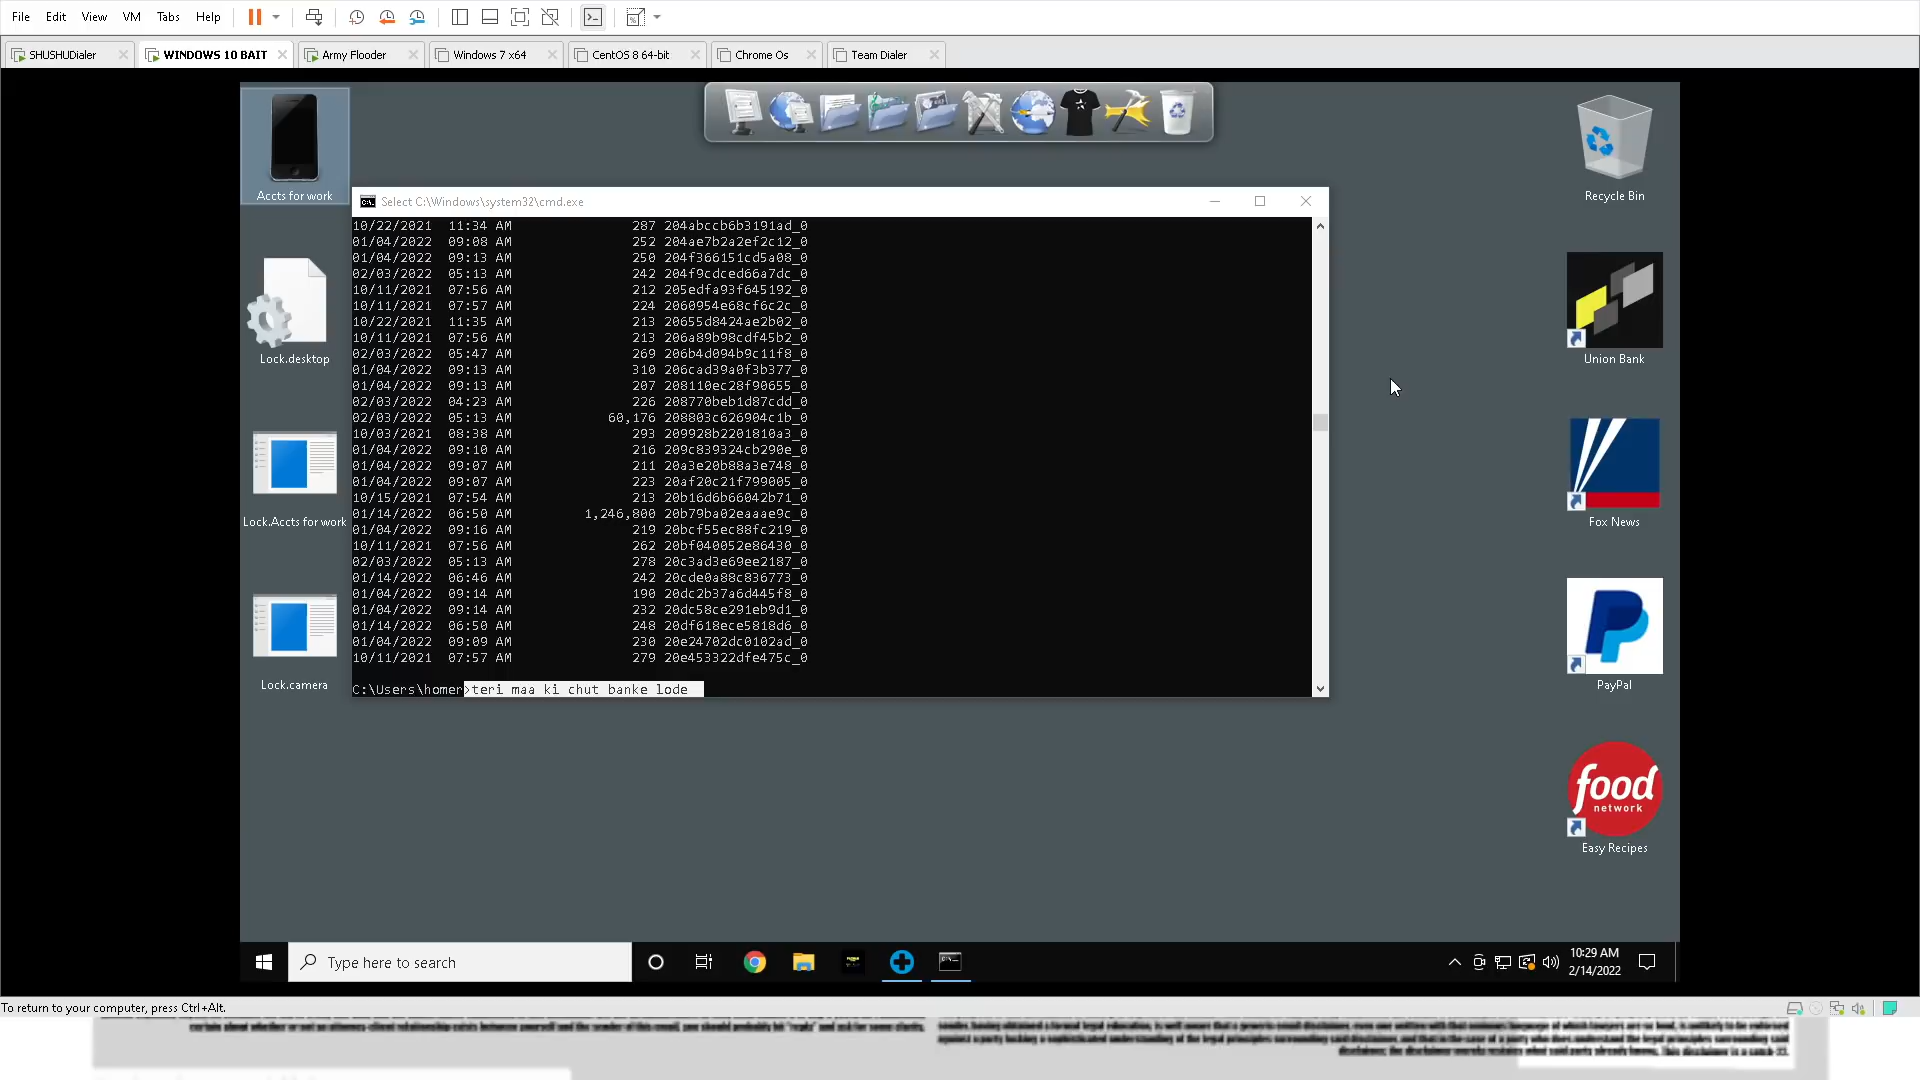 File Edit View VM Tabs Help
SHUSHUDialer WINDOWS 10 BAIT Army Flooder Windows 7 x64 CentOS 8 64-bit Chrome Os Team Dialer
Accts for work
Lock.desktop
Lock.Accts for work
Lock.camera
Select C:\Windows\system32\cmd.exe
10/22/2021 11:34 AM 287 204abccb6b3191ad_0
01/04/2022 09:08 AM 252 204ae7b2a2ef2c12_0
01/04/2022 09:13 AM 250 204f366151cd5a08_0
02/03/2022 05:13 AM 242 204f9cdced66a7dc_0
10/11/2021 07:56 AM 212 205edfa93f645192_0
10/11/2021 07:57 AM 224 2060954e68cf6c2c_0
10/22/2021 11:35 AM 213 20655d8424ae2b02_0
10/11/2021 07:56 AM 213 206a89b98cdf45b2_0
02/03/2022 05:47 AM 269 206b4d094b9c11f8_0
01/04/2022 09:13 AM 310 206cad39a0f3b377_0
01/04/2022 09:13 AM 207 208110ec28f90655_0
02/03/2022 04:23 AM 226 208770beb1d87cdd_0
02/03/2022 05:13 AM 60,176 208803c626904c1b_0
10/03/2021 08:38 AM 293 209928b2201810a3_0
01/04/2022 09:10 AM 216 209c839324cb290e_0
01/04/2022 09:07 AM 211 20a3e20b88a3e748_0
01/04/2022 09:07 AM 223 20af20c21f799005_0
10/15/2021 07:54 AM 213 20b16d6b66042b71_0
01/14/2022 06:50 AM 1,246,800 20b79ba02eaaae9c_0
01/04/2022 09:16 AM 219 20bcf55ec88fc219_0
10/11/2021 07:56 AM 262 20bf040052e86430_0
02/03/2022 05:13 AM 278 20c3ad3e69ee2187_0
01/14/2022 06:46 AM 242 20cde0a88c836773_0
01/04/2022 09:14 AM 190 20dc2b37a6d445f8_0
01/04/2022 09:14 AM 232 20dc58ce291eb9d1_0
01/14/2022 06:50 AM 248 20df618ece5818d6_0
01/04/2022 09:09 AM 230 20e24702dc0102ad_0
10/11/2021 07:57 AM 279 20e453322dfe475c_0
C:\Users\homer>teri maa ki chut banke lode
Recycle Bin
Union Bank
Fox News
PayPal
food
network
Easy Recipes
Type here to search
10:29 AM
2/14/2022
To return to your computer, press Ctrl+Alt.